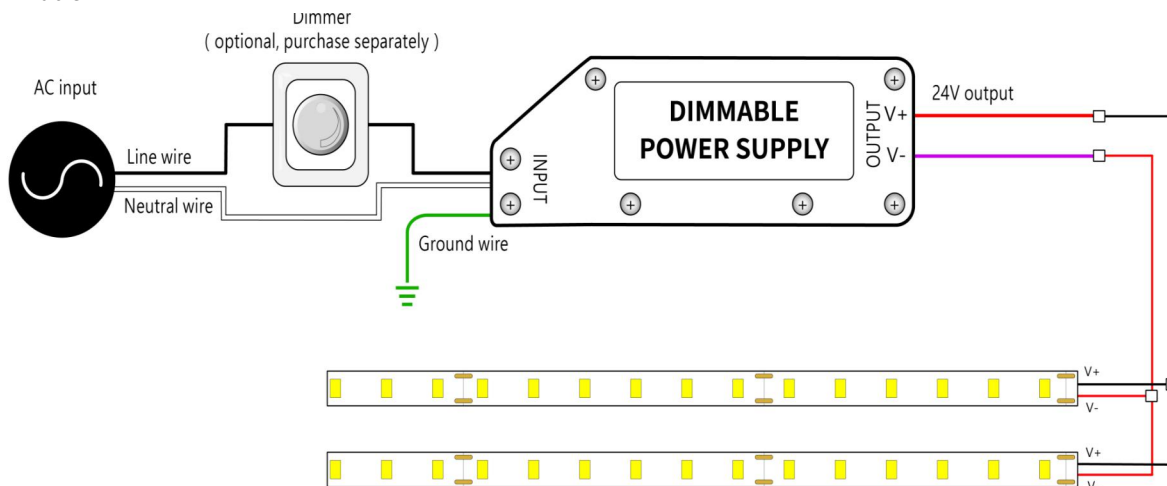 Dimmer
( optional, purchase separately )
AC input
Line wire
Neutral wire
Ground wire
INPUT
DIMMABLE
POWER SUPPLY
OUTPUT
V+
V-
24V output
V+
V-
V+
V-